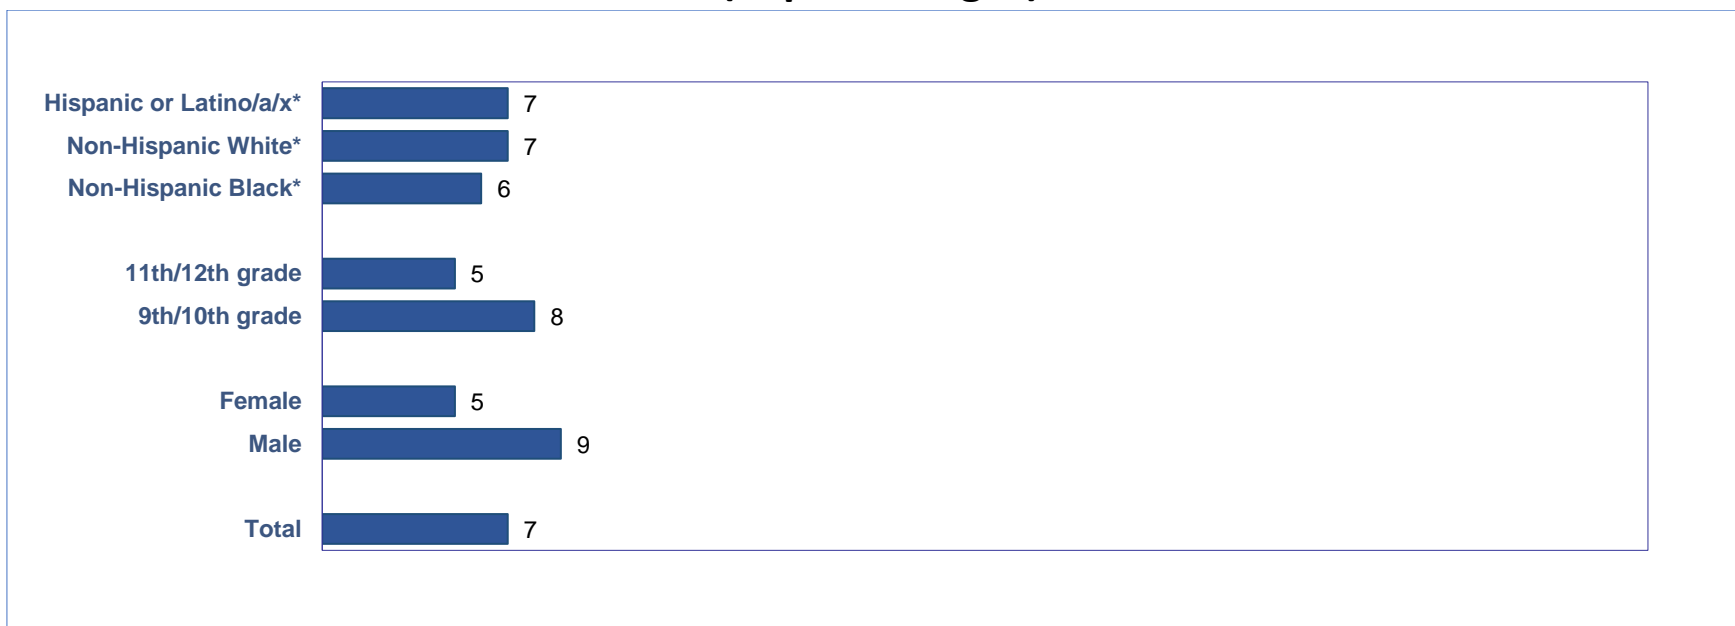 Hispanic or Latino/a/x* 7
Non-Hispanic White* 7
Non-Hispanic Black* 6
11th/12th grade 5
9th/10th grade 8
Female 5
Male 9
Total 7